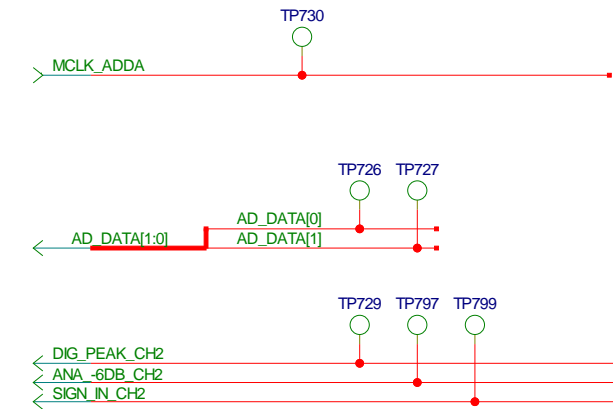 TP730
MCLK_ADDA
TP726 TP727
AD_DATA[0]
AD_DATA[1:0] AD_DATA[1]
TP729 TP797 TP799
DIG_PEAK_CH2
ANA_-6DB_CH2
SIGN_IN_CH2